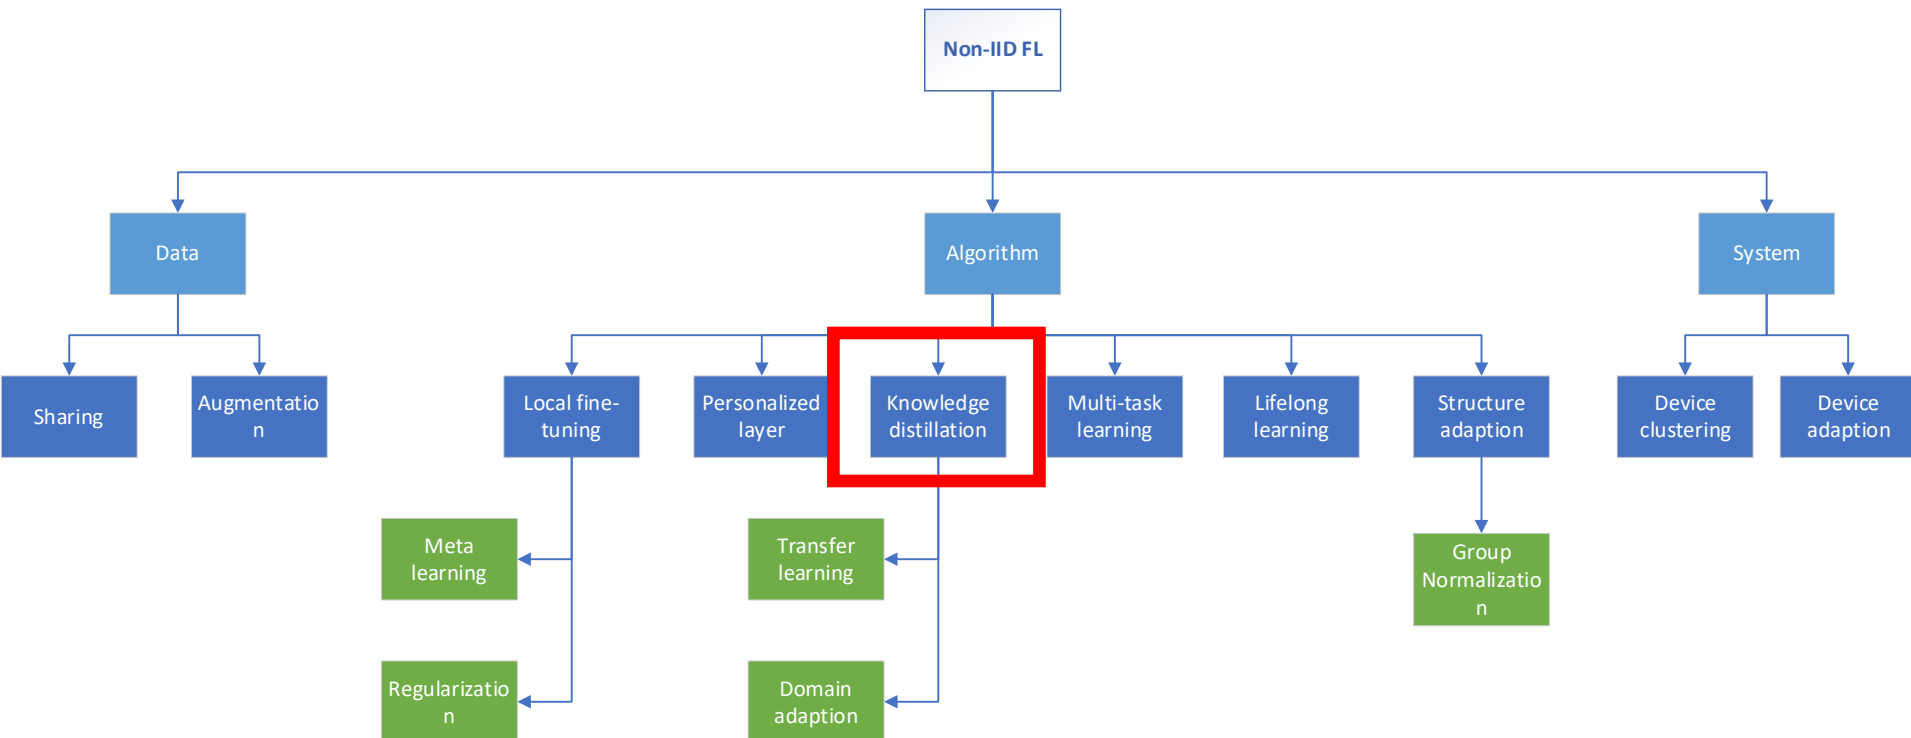 Non-IID FL
Data
Algorithm
System
Sharing
Augmentatio
n
Local fine-
tuning
Personalized
layer
Knowledge
distillation
Multi-task
learning
Lifelong
learning
Structure
adaption
Device
clustering
Device
adaption
Meta
learning
Transfer
learning
Group
Normalizatio
n
Regularizatio
n
Domain
adaption